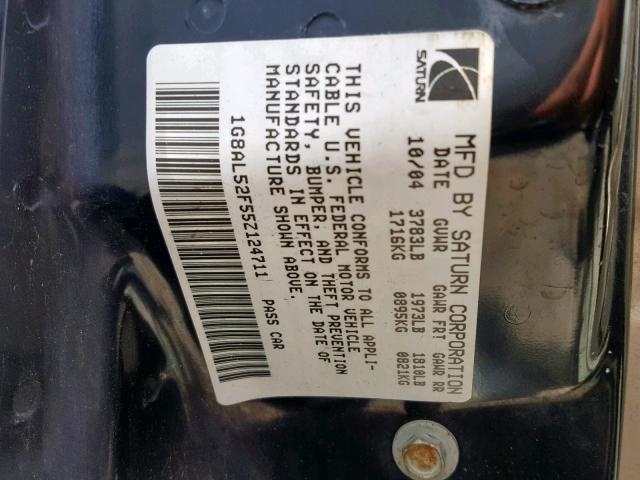 SATURN
MFD BY SATURN CORPORATION
DATE GVWR GAWR FRT GAWR RR
10/04 3783LB 1973LB 1810LB
1716KG 0895KG 0821KG
THIS VEHICLE CONFORMS TO ALL APPLI-
CABLE U.S. FEDERAL MOTOR VEHICLE
SAFETY, BUMPER, AND THEFT PREVENTION
STANDARDS IN EFFECT ON THE DATE OF
MANUFACTURE SHOWN ABOVE.
1G8AL52F55Z124711 PASS CAR